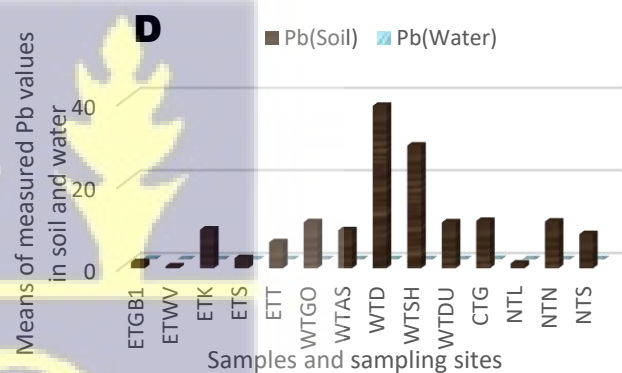 D
Pb(Soil) Pb(Water)
Means of measured Pb values
in soil and water
40
20
0
ETGB1
ETWV
ETK
ETS
ETT
WTGO
WTAS
WTD
WTSH
WTDU
CTG
NTL
NTN
NTS
Samples and sampling sites